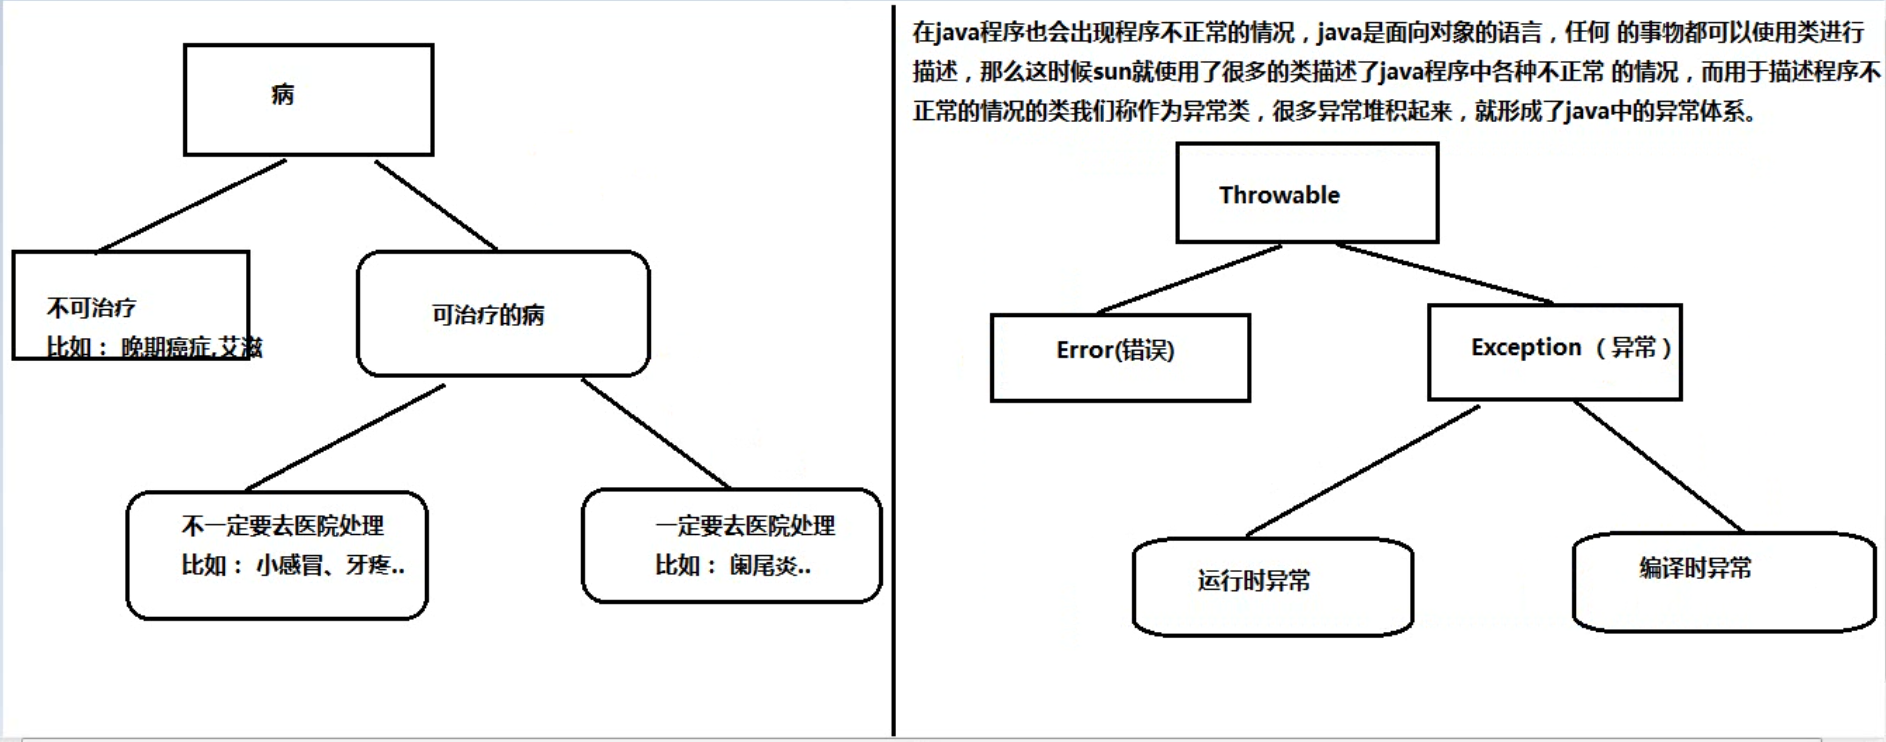 病
不可治疗
比如： 晚期癌症,艾滋
可治疗的病
不一定要去医院处理
比如： 小感冒、牙疼..
一定要去医院处理
比如： 阑尾炎..
在java程序也会出现程序不正常的情况，java是面向对象的语言，任何 的事物都可以使用类进行
描述，那么这时候sun就使用了很多的类描述了java程序中各种不正常 的情况，而用于描述程序不
正常的情况的类我们称作为异常类，很多异常堆积起来，就形成了java中的异常体系。
Throwable
Error(错误)
Exception （ 异常 ）
运行时异常
编译时异常